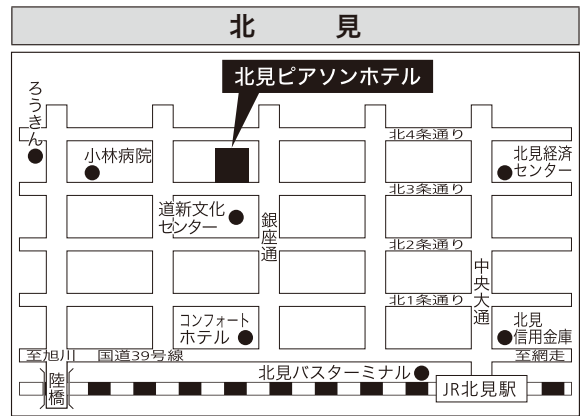 北見
北見ピアソンホテル
ろうきん
北4条通り
小林病院
北見経済
センター
北3条通り
道新文化
センター
銀座通
北2条通り
中央大通
北1条通り
コンフォート
ホテル
北見
信用金庫
至旭川 国道39号線
至網走
陸橋
北見バスターミナル
JR北見駅